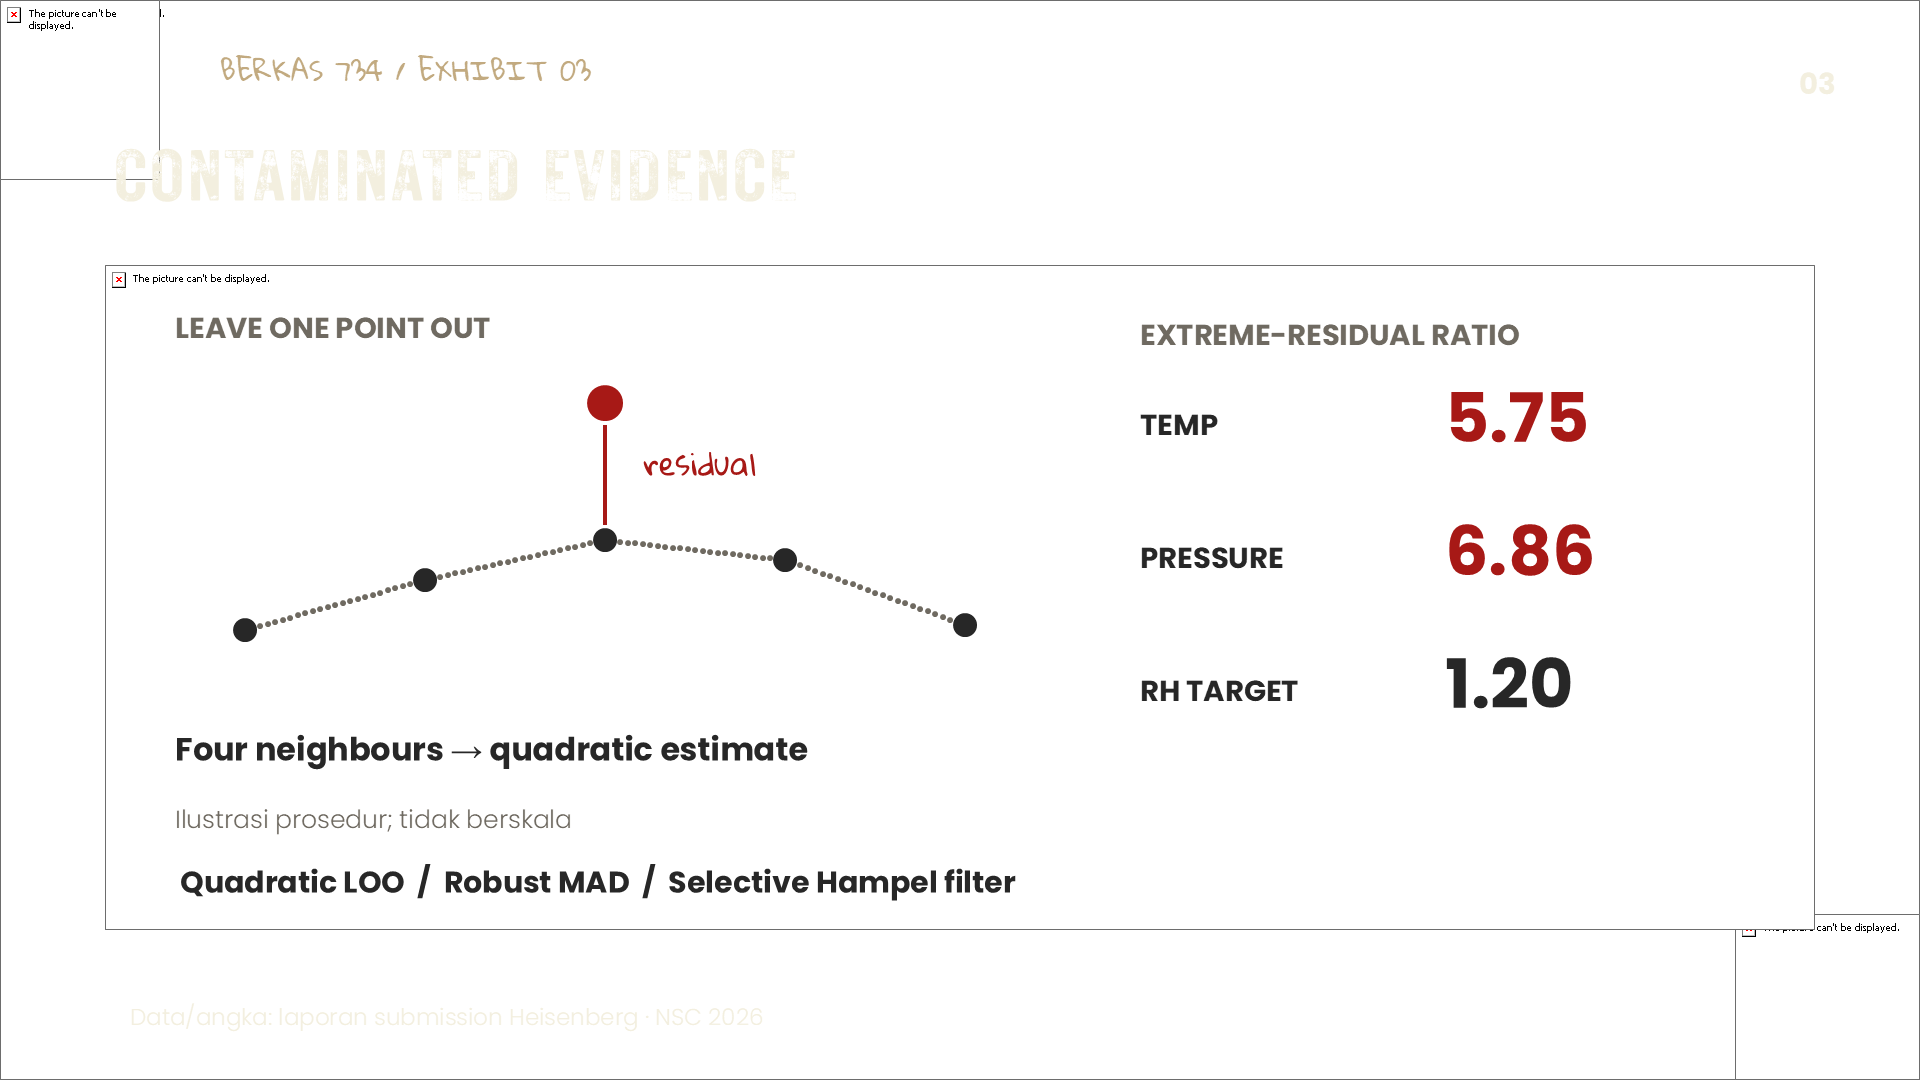 The picture can't be displayed.
BERKAS 734 / EXHIBIT 03
03
CONTAMINATED EVIDENCE
The picture can't be displayed.
LEAVE ONE POINT OUT
residual
Four neighbours → quadratic estimate
Ilustrasi prosedur; tidak berskala
Quadratic LOO / Robust MAD / Selective Hampel filter
EXTREME-RESIDUAL RATIO
TEMP 5.75
PRESSURE 6.86
RH TARGET 1.20
can't be displayed.
Data/angka: laporan submission Heisenberg · NSC 2026